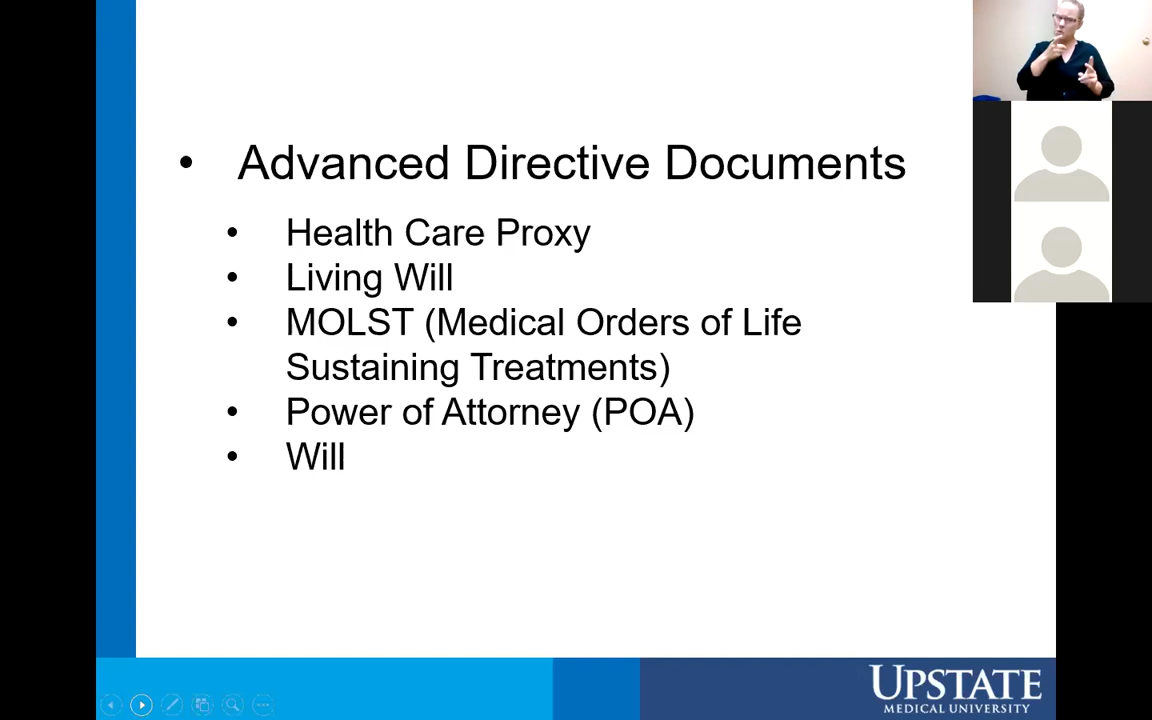 • Advanced Directive Documents
• Health Care Proxy
• Living Will
• MOLST (Medical Orders of Life
Sustaining Treatments)
• Power of Attorney (POA)
• Will
UPSTATE
MEDICAL UNIVERSITY